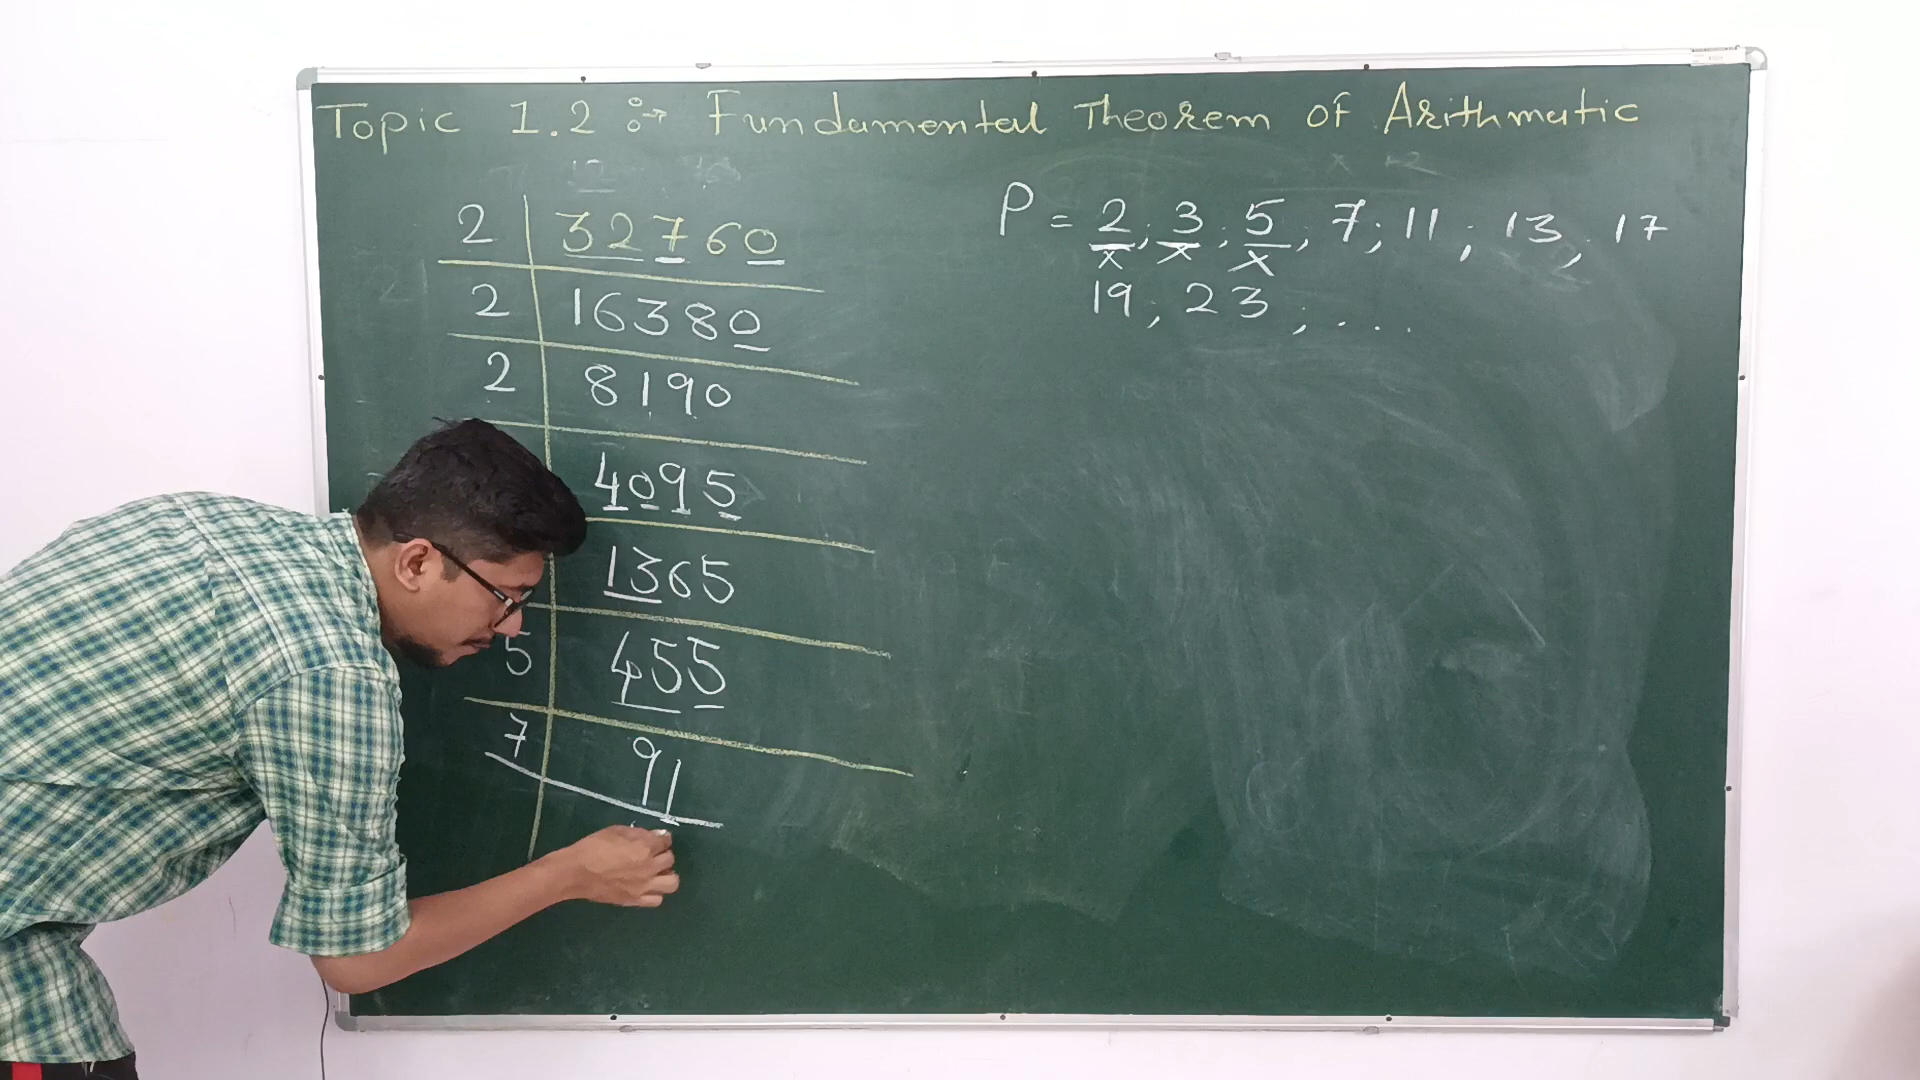 Topic 1.2 :→ Fundamental Theorem of Arithmatic
P = 2, 3, 5, 7, 11, 13, 17
19, 23, ...
x x x
2 | 32760
2 | 16380
2 | 8190
4095
1365
5 | 455
7 | 91